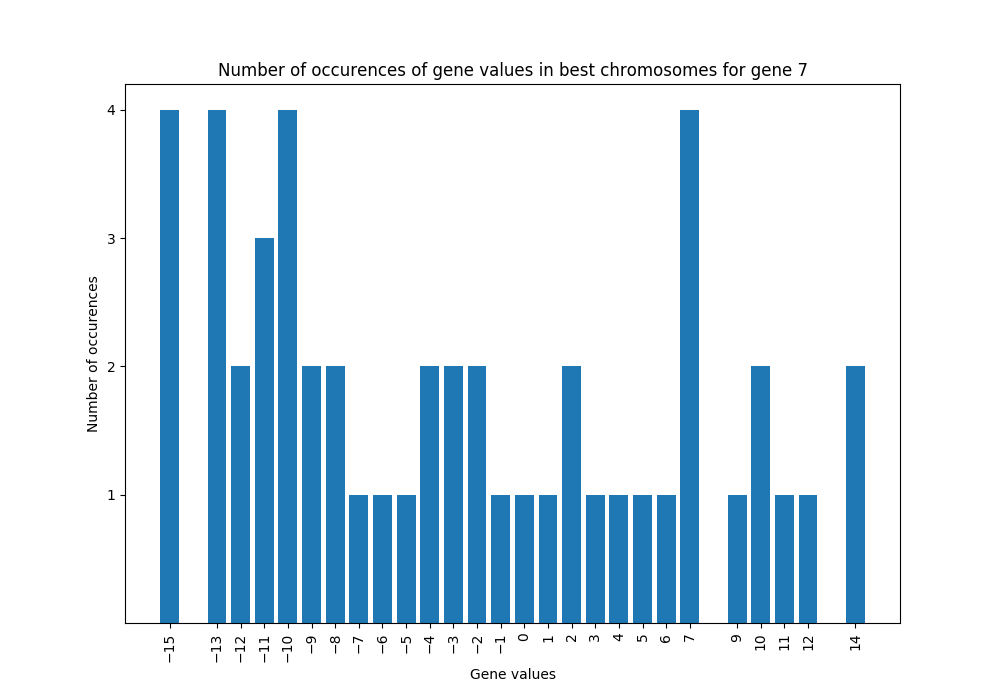 Number of occurences of gene values in best chromosomes for gene 7
4
3
2
1
Number of occurences
−15 −13 −12 −11 −10 −9 −8 −7 −6 −5 −4 −3 −2 −1 0 1 2 3 4 5 6 7 9 10 11 12 14
Gene values